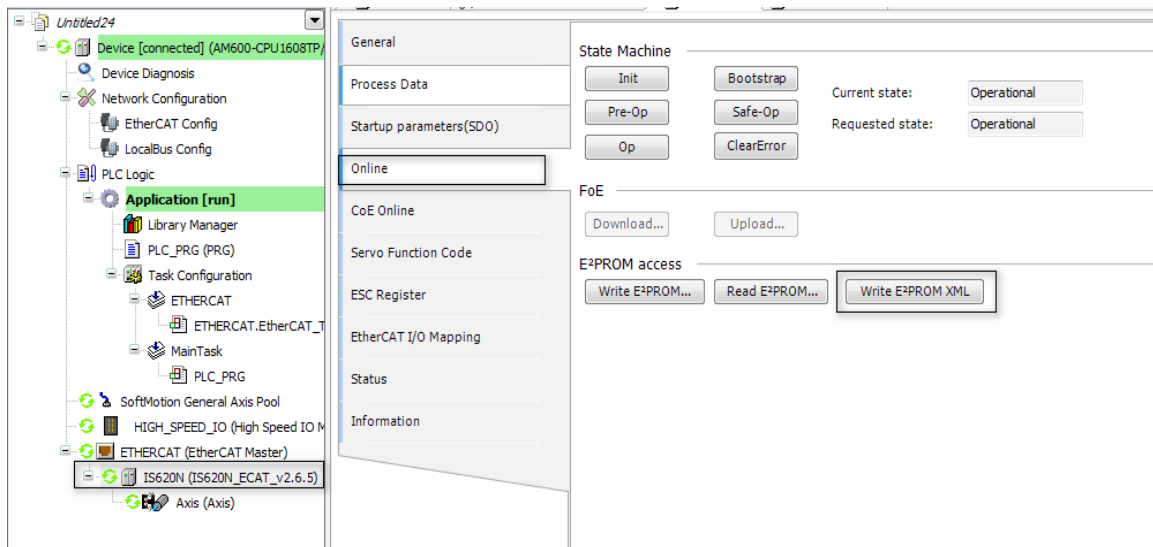 Untitled24
Device [connected] (AM600-CPU1608TP/
Device Diagnosis
Network Configuration
EtherCAT Config
LocalBus Config
PLC Logic
Application [run]
Library Manager
PLC_PRG (PRG)
Task Configuration
ETHERCAT
ETHERCAT.EtherCAT_T
MainTask
PLC_PRG
SoftMotion General Axis Pool
HIGH_SPEED_IO (High Speed IO M
ETHERCAT (EtherCAT Master)
IS620N (IS620N_ECAT_v2.6.5)
Axis (Axis)
General
Process Data
Startup parameters(SDO)
Online
CoE Online
Servo Function Code
ESC Register
EtherCAT I/O Mapping
Status
Information
State Machine
Init Bootstrap
Current state: Operational
Pre-Op Safe-Op
Requested state: Operational
Op ClearError
FoE
Download... Upload...
E²PROM access
Write E²PROM... Read E²PROM... Write E²PROM XML